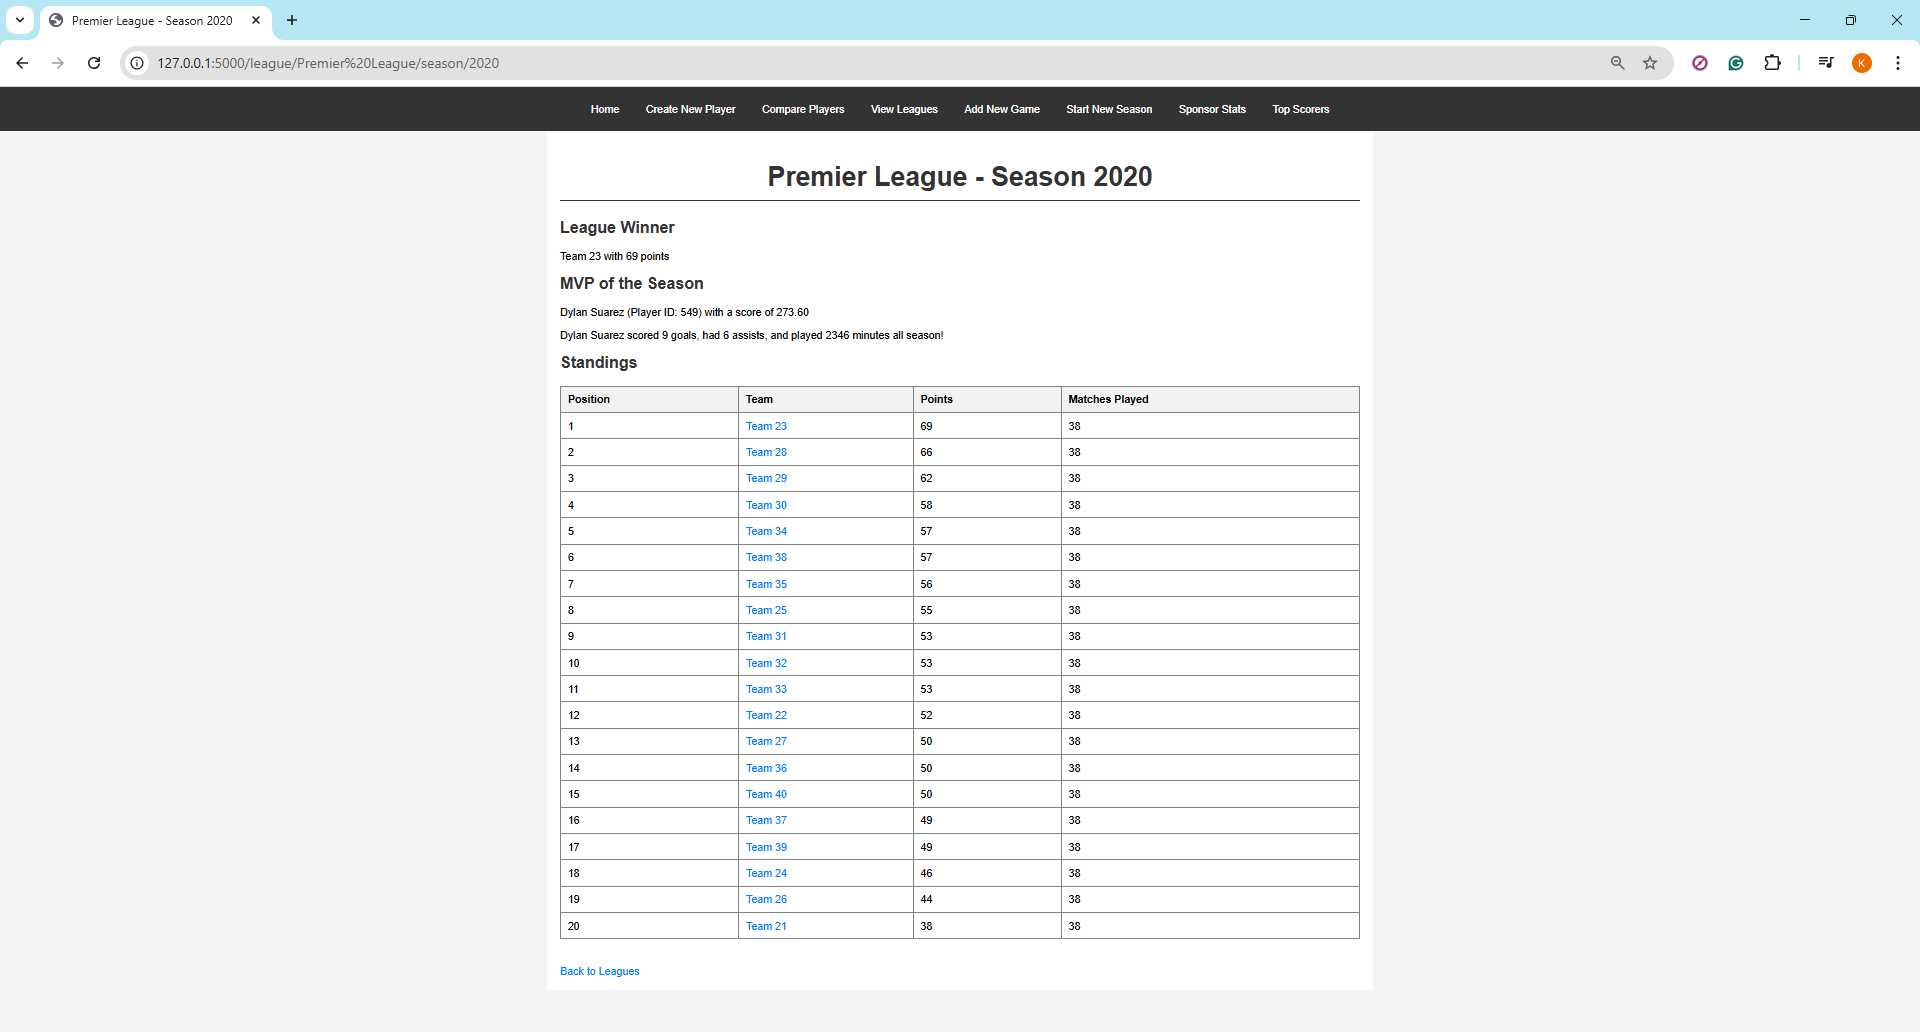 Premier League - Season 2020
127.0.0.1:5000/league/Premier%20League/season/2020
K
Home Create New Player Compare Players View Leagues Add New Game Start New Season Sponsor Stats Top Scorers
Premier League - Season 2020
League Winner
Team 23 with 69 points
MVP of the Season
Dylan Suarez (Player ID: 549) with a score of 273.60
Dylan Suarez scored 9 goals, had 6 assists, and played 2346 minutes all season!
Standings
Position Team Points Matches Played
1 Team 23 69 38
2 Team 28 66 38
3 Team 29 62 38
4 Team 30 58 38
5 Team 34 57 38
6 Team 38 57 38
7 Team 35 56 38
8 Team 25 55 38
9 Team 31 53 38
10 Team 32 53 38
11 Team 33 53 38
12 Team 22 52 38
13 Team 27 50 38
14 Team 36 50 38
15 Team 40 50 38
16 Team 37 49 38
17 Team 39 49 38
18 Team 24 46 38
19 Team 26 44 38
20 Team 21 38 38
Back to Leagues